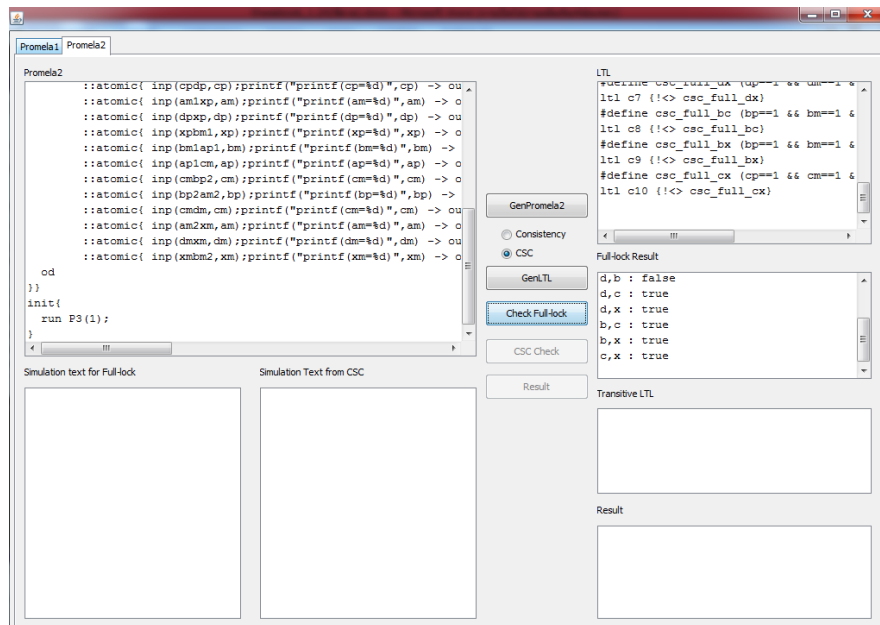 Promela1 Promela2
Promela2
::atomic{ inp(cpdp,cp);printf("printf(cp=%d)",cp) -> ou
::atomic{ inp(am1xp,am);printf("printf(am=%d)",am) -> o
::atomic{ inp(dpxp,dp);printf("printf(dp=%d)",dp) -> ou
::atomic{ inp(xpbm1,xp);printf("printf(xp=%d)",xp) -> o
::atomic{ inp(bm1ap1,bm);printf("printf(bm=%d)",bm) ->
::atomic{ inp(ap1cm,ap);printf("printf(ap=%d)",ap) -> o
::atomic{ inp(cmbp2,cm);printf("printf(cm=%d)",cm) -> o
::atomic{ inp(bp2am2,bp);printf("printf(bp=%d)",bp) ->
::atomic{ inp(cmdm,cm);printf("printf(cm=%d)",cm) -> ou
::atomic{ inp(am2xm,am);printf("printf(am=%d)",am) -> o
::atomic{ inp(dmxm,dm);printf("printf(dm=%d)",dm) -> ou
::atomic{ inp(xmbm2,xm);printf("printf(xm=%d)",xm) -> o
od
}}
init{
run P3(1);
}
GenPromela2
Consistency
CSC
GenLTL
Check Full-lock
CSC Check
Result
LTL
#define csc_full_dx (dp==1 && dm==1 &
ltl c7 {!<> csc_full_dx}
#define csc_full_bc (bp==1 && bm==1 &
ltl c8 {!<> csc_full_bc}
#define csc_full_bx (bp==1 && bm==1 &
ltl c9 {!<> csc_full_bx}
#define csc_full_cx (cp==1 && cm==1 &
ltl c10 {!<> csc_full_cx}
Full-lock Result
d,b : false
d,c : true
d,x : true
b,c : true
b,x : true
c,x : true
Simulation text for Full-lock
Simulation Text from CSC
Transitive LTL
Result